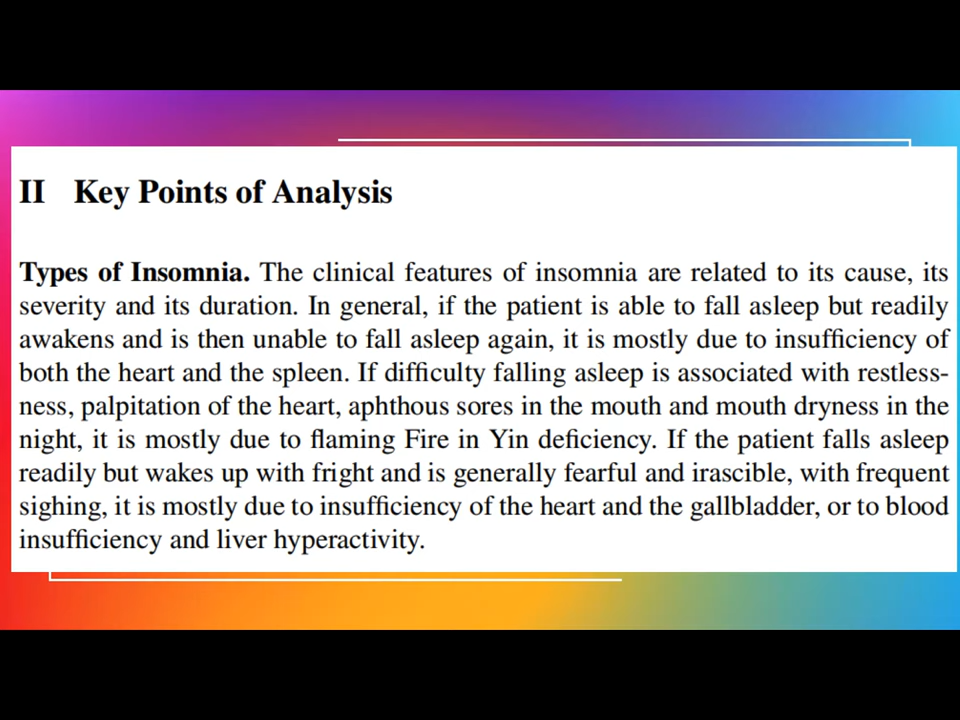 II Key Points of Analysis
Types of Insomnia. The clinical features of insomnia are related to its cause, its
severity and its duration. In general, if the patient is able to fall asleep but readily
awakens and is then unable to fall asleep again, it is mostly due to insufficiency of
both the heart and the spleen. If difficulty falling asleep is associated with restless-
ness, palpitation of the heart, aphthous sores in the mouth and mouth dryness in the
night, it is mostly due to flaming Fire in Yin deficiency. If the patient falls asleep
readily but wakes up with fright and is generally fearful and irascible, with frequent
sighing, it is mostly due to insufficiency of the heart and the gallbladder, or to blood
insufficiency and liver hyperactivity.